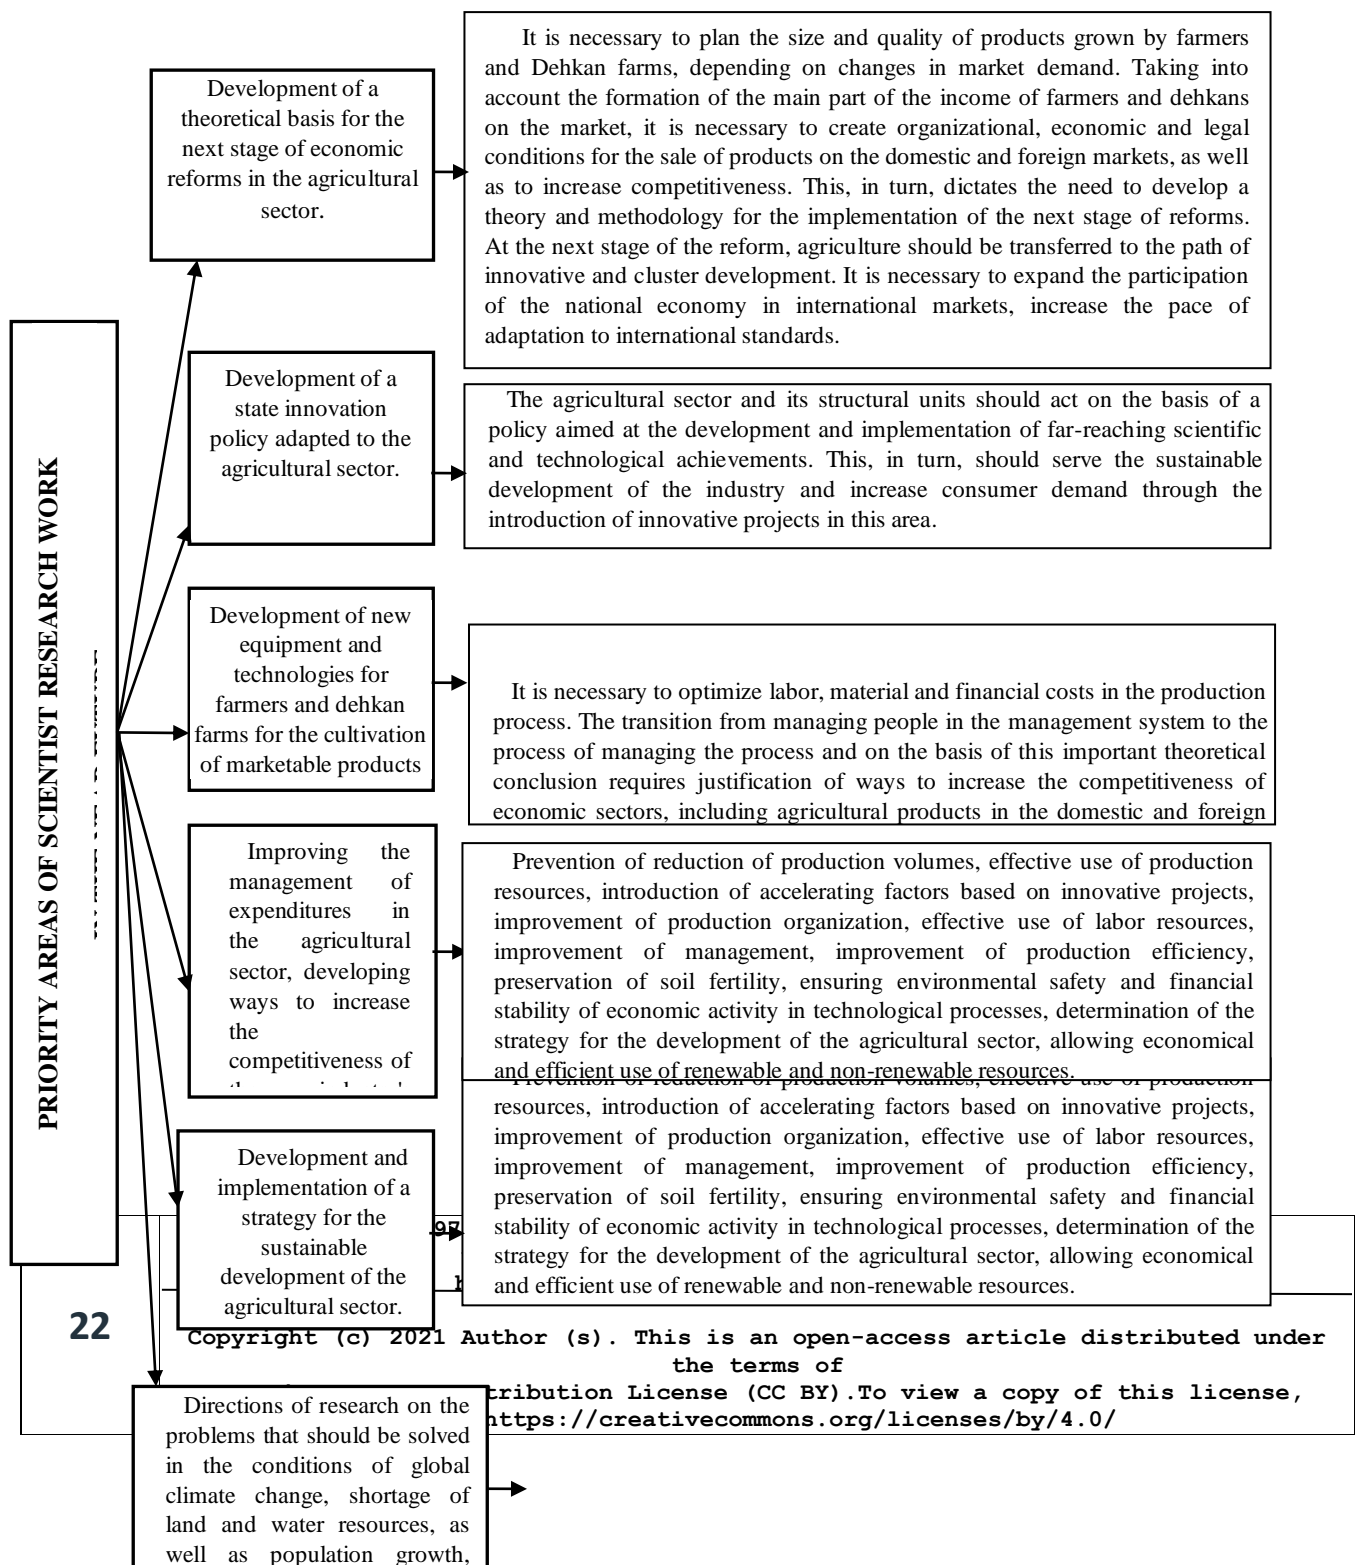 PRIORITY AREAS OF SCIENTIST RESEARCH WORK
Development of a
theoretical basis for the
next stage of economic
reforms in the agricultural
sector.
It is necessary to plan the size and quality of products grown by farmers
and Dehkan farms, depending on changes in market demand. Taking into
account the formation of the main part of the income of farmers and dehkans
on the market, it is necessary to create organizational, economic and legal
conditions for the sale of products on the domestic and foreign markets, as well
as to increase competitiveness. This, in turn, dictates the need to develop a
theory and methodology for the implementation of the next stage of reforms.
At the next stage of the reform, agriculture should be transferred to the path of
innovative and cluster development. It is necessary to expand the participation
of the national economy in international markets, increase the pace of
adaptation to international standards.
Development of a
state innovation
policy adapted to the
agricultural sector.
The agricultural sector and its structural units should act on the basis of a
policy aimed at the development and implementation of far-reaching scientific
and technological achievements. This, in turn, should serve the sustainable
development of the industry and increase consumer demand through the
introduction of innovative projects in this area.
Development of new
equipment and
technologies for
farmers and dehkan
farms for the cultivation
of marketable products
It is necessary to optimize labor, material and financial costs in the production
process. The transition from managing people in the management system to the
process of managing the process and on the basis of this important theoretical
conclusion requires justification of ways to increase the competitiveness of
economic sectors, including agricultural products in the domestic and foreign
Improving the
management of
expenditures in
the agricultural
sector, developing
ways to increase
the
competitiveness of
Prevention of reduction of production volumes, effective use of production
resources, introduction of accelerating factors based on innovative projects,
improvement of production organization, effective use of labor resources,
improvement of management, improvement of production efficiency,
preservation of soil fertility, ensuring environmental safety and financial
stability of economic activity in technological processes, determination of the
strategy for the development of the agricultural sector, allowing economical
and efficient use of renewable and non-renewable resources.
Development and
implementation of a
strategy for the
sustainable
development of the
agricultural sector.
Prevention of reduction of production volumes, effective use of production
resources, introduction of accelerating factors based on innovative projects,
improvement of production organization, effective use of labor resources,
improvement of management, improvement of production efficiency,
preservation of soil fertility, ensuring environmental safety and financial
stability of economic activity in technological processes, determination of the
strategy for the development of the agricultural sector, allowing economical
and efficient use of renewable and non-renewable resources.
97
22
Copyright (c) 2021 Author (s). This is an open-access article distributed under
the terms of
tribution License (CC BY).To view a copy of this license,
https://creativecommons.org/licenses/by/4.0/
Directions of research on the
problems that should be solved
in the conditions of global
climate change, shortage of
land and water resources, as
well as population growth,